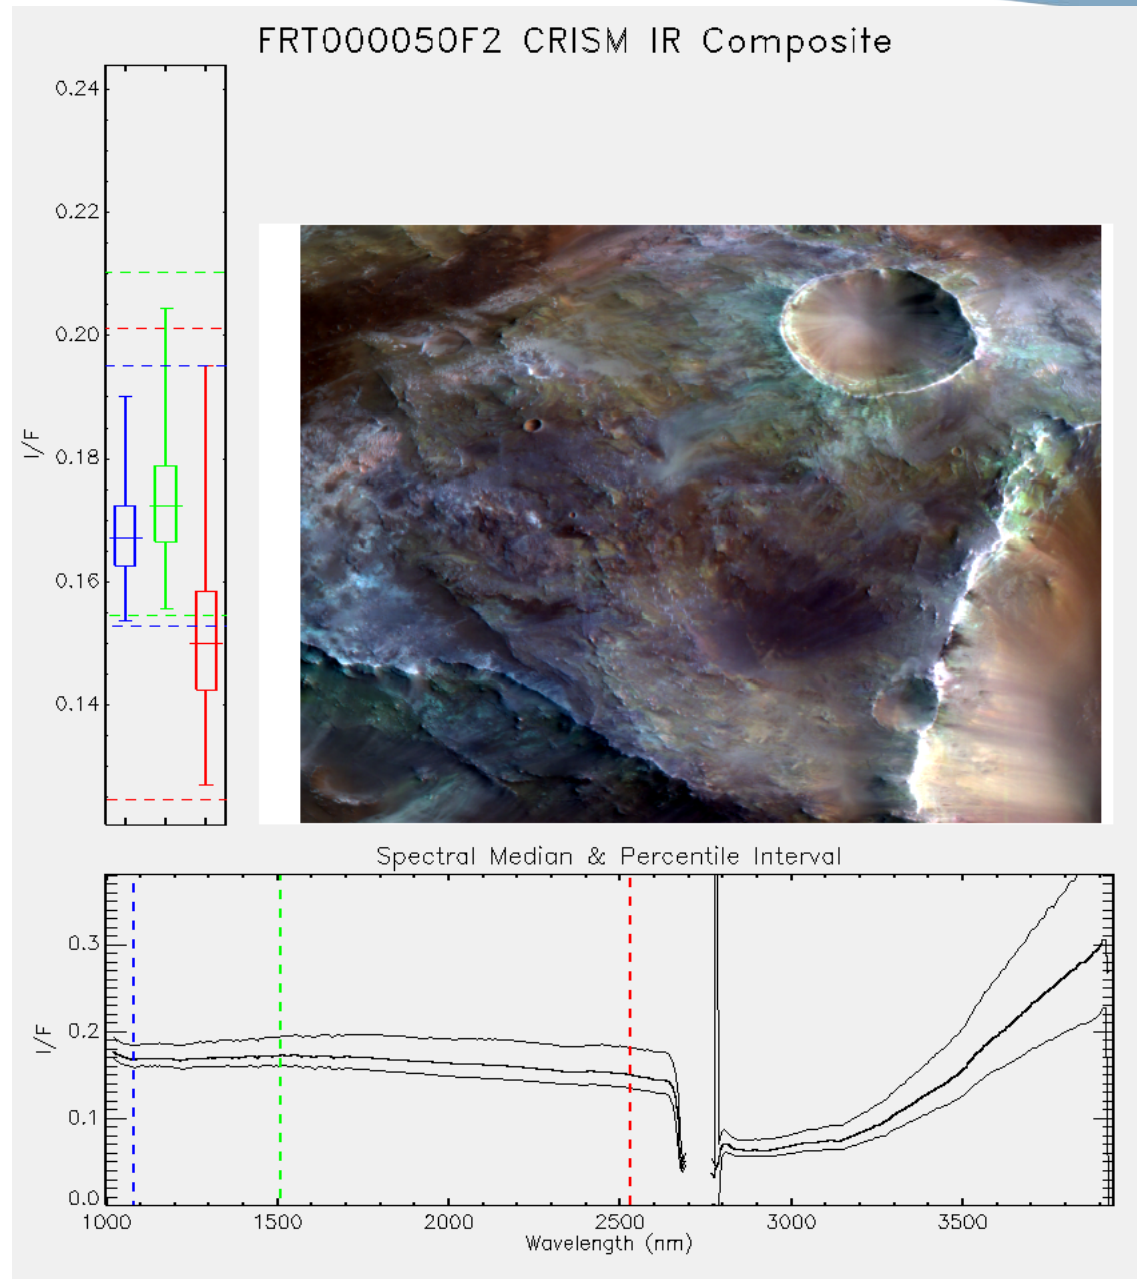 FRT000050F2 CRISM IR Composite
0.24
0.22
0.20
0.18
0.16
0.14
I/F
Spectral Median & Percentile Interval
0.3
0.2
0.1
0.0
I/F
1000 1500 2000 2500 3000 3500
Wavelength (nm)